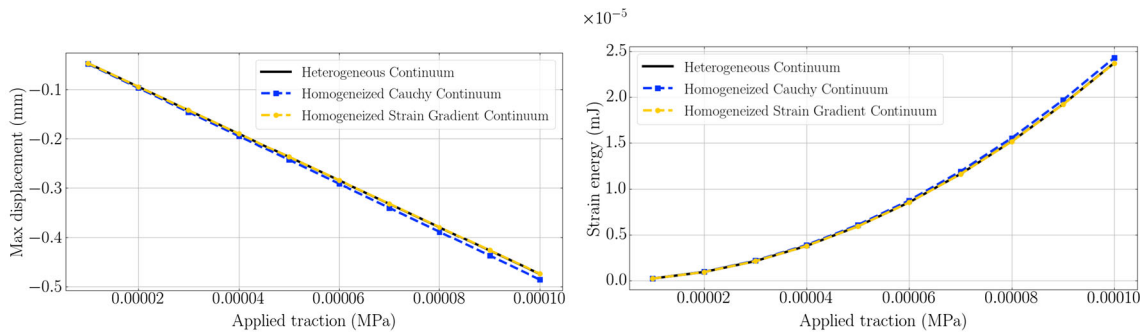 Max displacement (mm)
−0.1
−0.2
−0.3
−0.4
−0.5
Heterogeneous Continuum
Homogeneized Cauchy Continuum
Homogeneized Strain Gradient Continuum
0.00002 0.00004 0.00006 0.00008 0.00010
Applied traction (MPa)
×10⁻⁵
Strain energy (mJ)
2.5
2.0
1.5
1.0
0.5
0.0
Heterogeneous Continuum
Homogeneized Cauchy Continuum
Homogeneized Strain Gradient Continuum
0.00002 0.00004 0.00006 0.00008 0.00010
Applied traction (MPa)